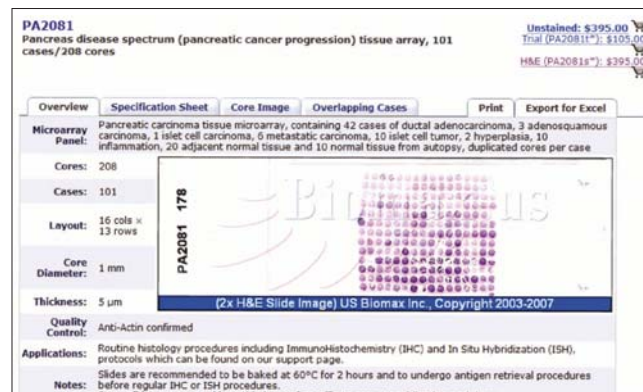 PA2081
Pancreas disease spectrum (pancreatic cancer progression) tissue array, 101
cases/208 cores
Unstained: $395.00
Trial (PA2081t"): $105.00
H&E (PA2081s"): $395.00
Overview
Specification Sheet
Core Image
Overlapping Cases
Print
Export for Excel
Microarray Panel:
Pancreatic carcinoma tissue microarray, containing 42 cases of ductal adenocarcinoma, 3 adenosquamous
carcinoma, 1 islet cell carcinoma, 6 metastatic carcinoma, 10 islet cell tumor, 2 hyperplasia, 10
inflammation, 20 adjacent normal tissue and 10 normal tissue from autopsy, duplicated cores per case
Cores: 208
Cases: 101
Layout: 16 cols ×
13 rows
Core
Diameter: 1 mm
Thickness: 5 µm
PA2081 178
Biomax.us
(2x H&E Slide Image) US Biomax Inc., Copyright 2003-2007
Quality
Control: Anti-Actin confirmed
Applications:
Routine histology procedures including ImmunoHistochemistry (IHC) and In Situ Hybridization (ISH),
protocols which can be found on our support page.
Notes:
Slides are recommended to be baked at 60°C for 2 hours and to undergo antigen retrieval procedures
before regular IHC or ISH procedures.